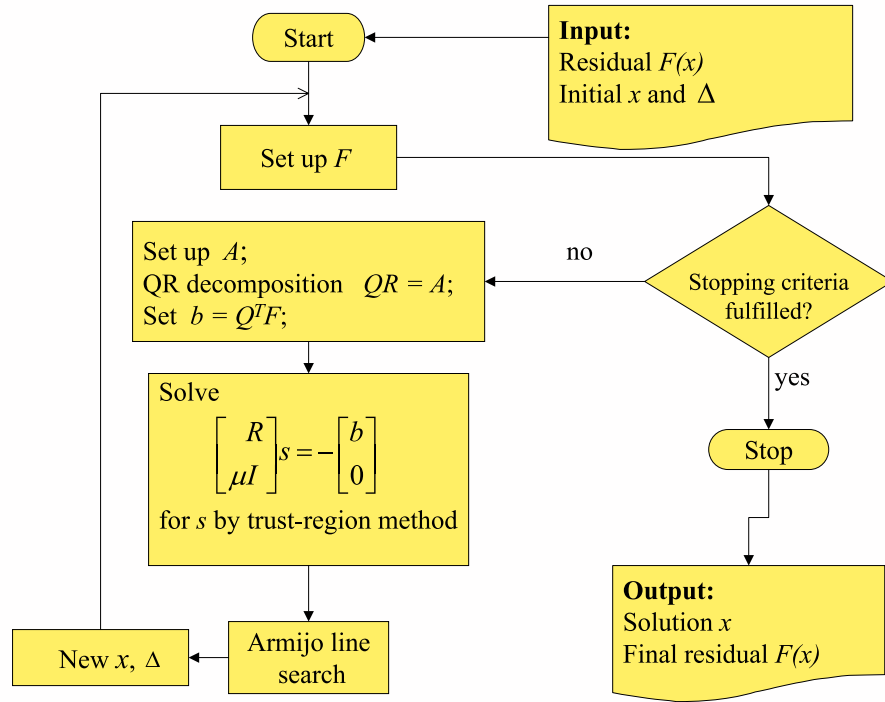 Start
Input:
Residual F(x)
Initial x and Δ
Set up F
Set up A;
QR decomposition QR = A;
Set b = QᵀF;
no
Stopping criteria
fulfilled?
yes
Solve
[R; μI] s = −[b; 0]
for s by trust-region method
Stop
Armijo line
search
New x, Δ
Output:
Solution x
Final residual F(x)